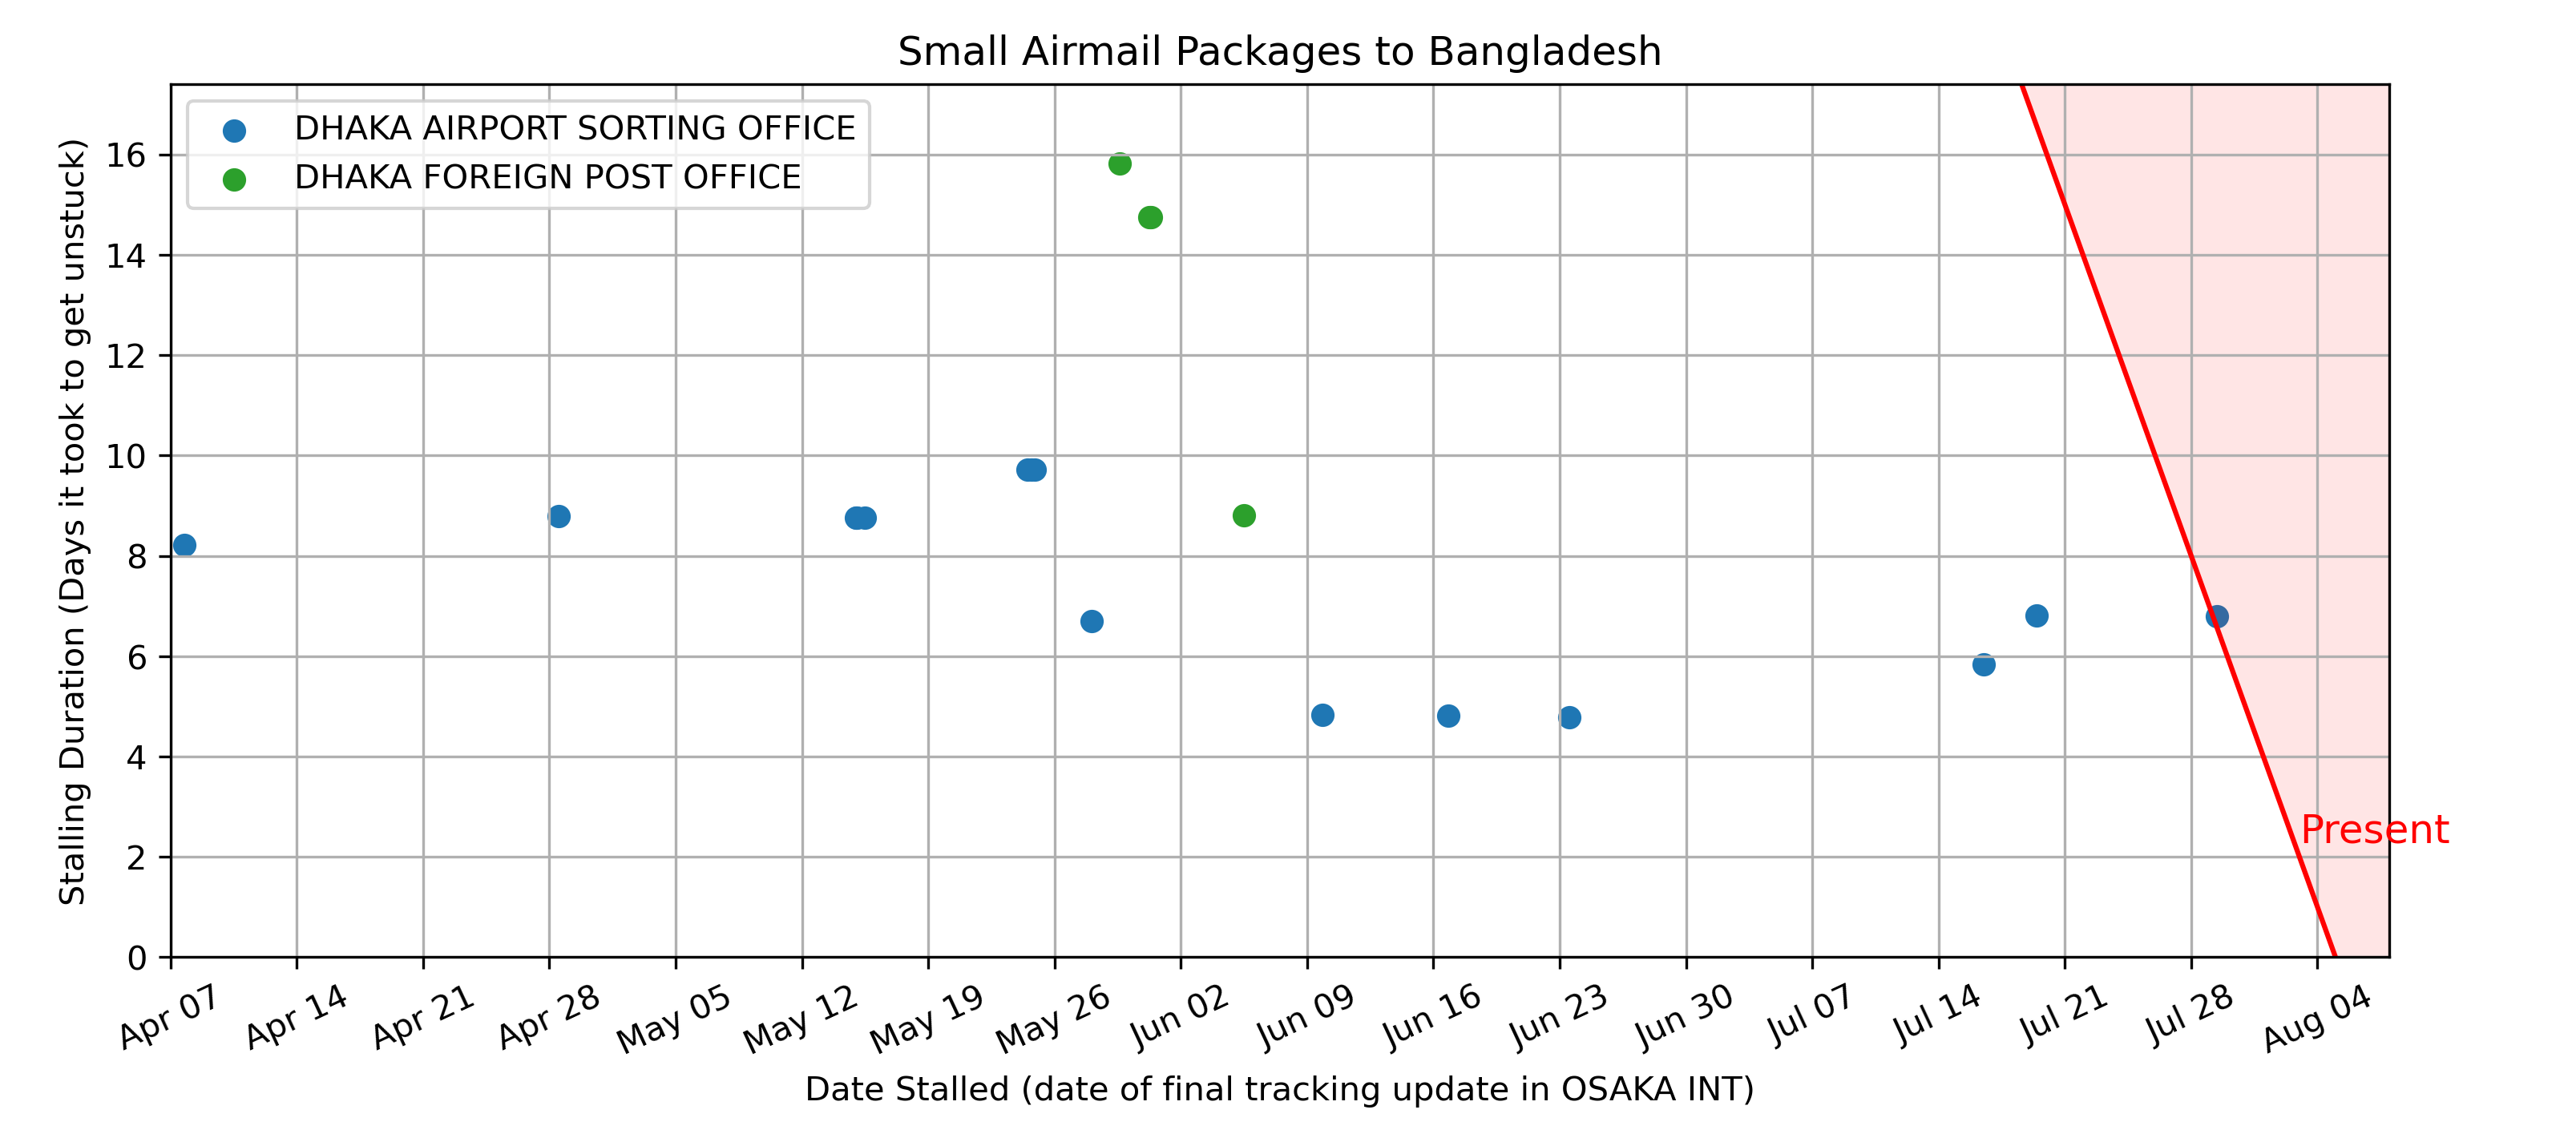 Small Airmail Packages to Bangladesh
DHAKA AIRPORT SORTING OFFICE
DHAKA FOREIGN POST OFFICE
Stalling Duration (Days it took to get unstuck)
16
14
12
10
8
6
4
2
0
Present
Apr 07
Apr 14
Apr 21
Apr 28
May 05
May 12
May 19
May 26
Jun 02
Jun 09
Jun 16
Jun 23
Jun 30
Jul 07
Jul 14
Jul 21
Jul 28
Aug 04
Date Stalled (date of final tracking update in OSAKA INT)